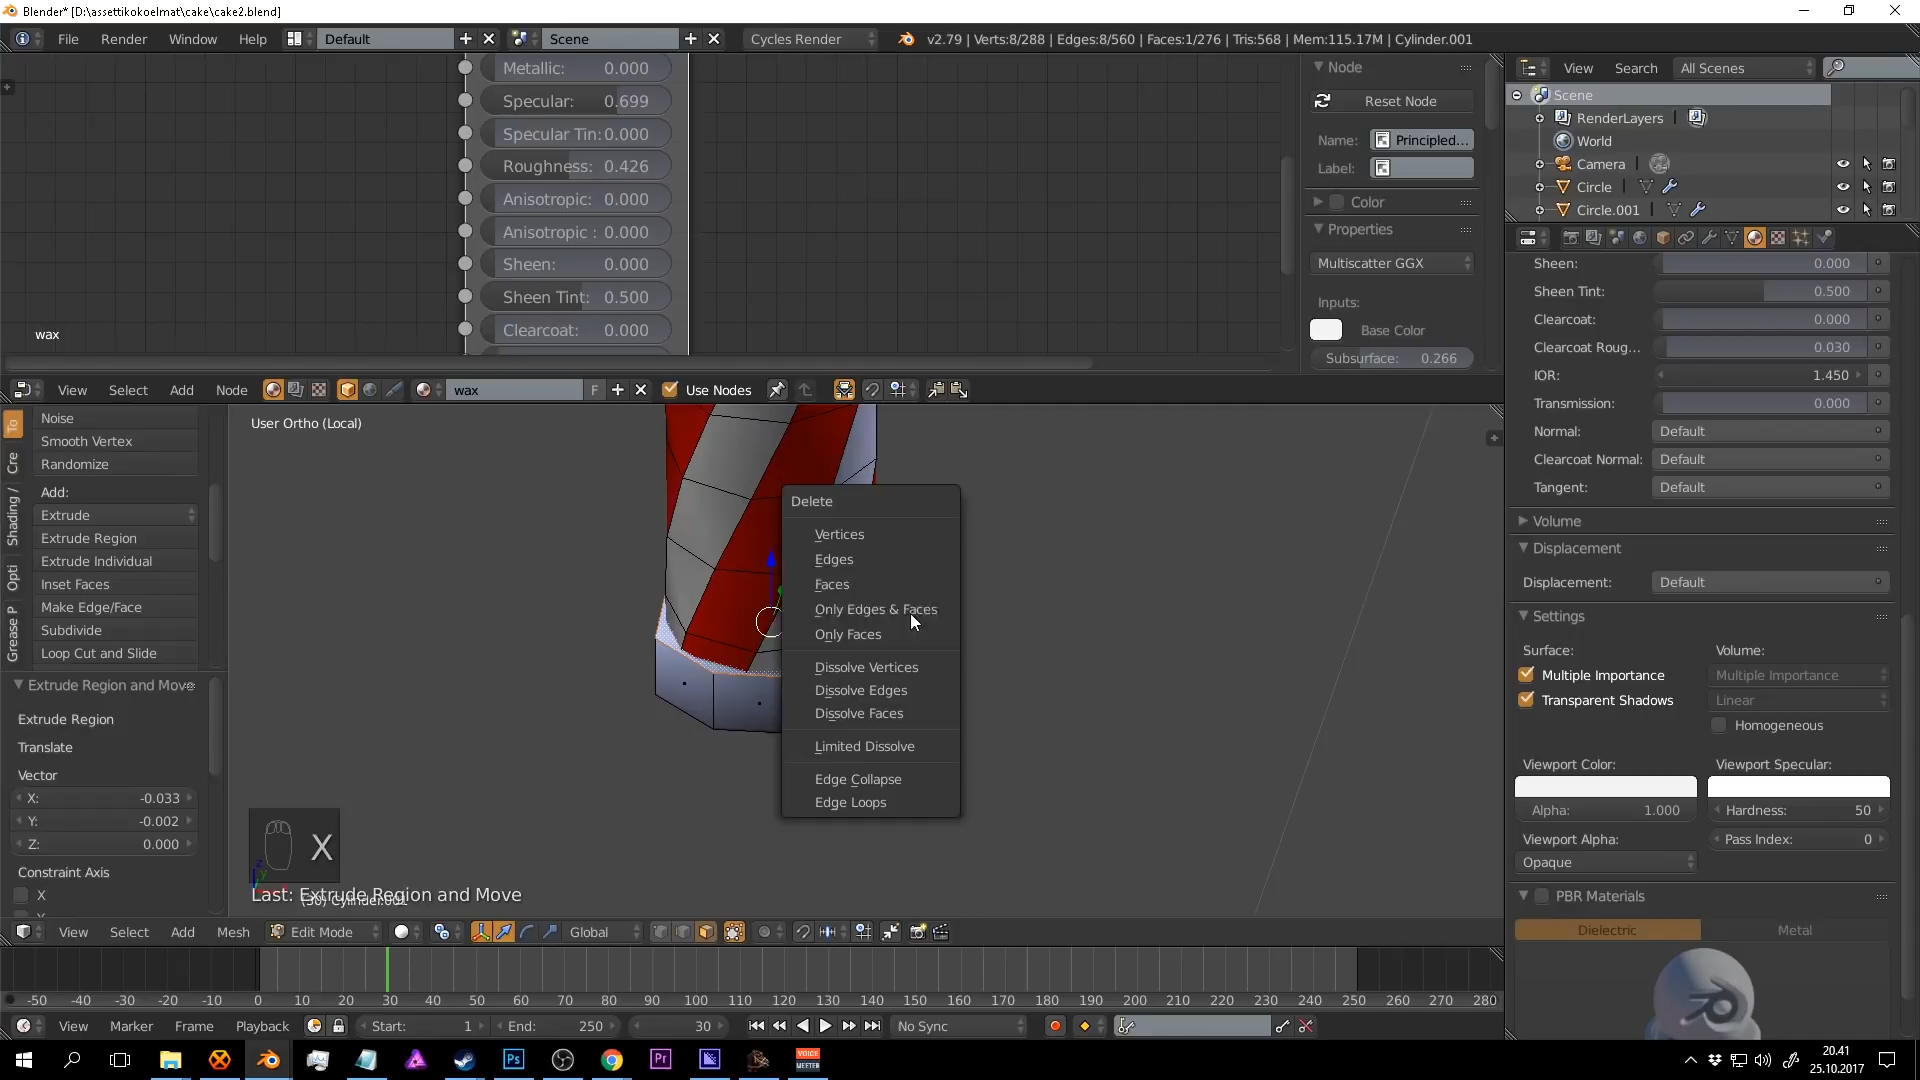 Blender* [D:\assettikokoelmat\cake\cake2.blend]
File Render Window Help Default Scene Cycles Render v2.79 | Verts:8/288 | Edges:8/560 | Faces:1/276 | Tris:568 | Mem:115.17M | Cylinder.001
Metallic: 0.000
Specular: 0.699
Specular Tin: 0.000
Roughness: 0.426
Anisotropic: 0.000
Anisotropic : 0.000
Sheen: 0.000
Sheen Tint: 0.500
Clearcoat: 0.000
wax
Node
Reset Node
Name: Principled...
Label:
Color
Properties
Multiscatter GGX
Inputs:
Base Color
Subsurface: 0.266
View Search All Scenes
Scene
RenderLayers
World
Camera
Circle
Circle.001
View Select Add Node wax F Use Nodes
To
Cre
Shading /
Opti
Grease P
Noise
Smooth Vertex
Randomize
Add:
Extrude
Extrude Region
Extrude Individual
Inset Faces
Make Edge/Face
Subdivide
Loop Cut and Slide
Extrude Region and Move
Extrude Region
Translate
Vector
X: -0.033
Y: -0.002
Z: 0.000
Constraint Axis
X
User Ortho (Local)
Delete
Vertices
Edges
Faces
Only Edges & Faces
Only Faces
Dissolve Vertices
Dissolve Edges
Dissolve Faces
Limited Dissolve
Edge Collapse
Edge Loops
X
Last: Extrude Region and Move
(30) Cylinder.001
Sheen: 0.000
Sheen Tint: 0.500
Clearcoat: 0.000
Clearcoat Roug... 0.030
IOR: 1.450
Transmission: 0.000
Normal: Default
Clearcoat Normal: Default
Tangent: Default
Volume
Displacement
Displacement: Default
Settings
Surface: Volume:
Multiple Importance Multiple Importance
Transparent Shadows Linear
Homogeneous
Viewport Color: Viewport Specular:
Alpha: 1.000 Hardness: 50
Viewport Alpha: Pass Index: 0
Opaque
PBR Materials
Dielectric Metal
View Select Add Mesh Edit Mode Global
-50 -40 -30 -20 -10 0 10 20 30 40 50 60 70 80 90 100 110 120 130 140 150 160 170 180 190 200 210 220 230 240 250 260 270 280
View Marker Frame Playback Start: 1 End: 250 30 No Sync
Ps Pr VOICE MEETER
20.41
25.10.2017